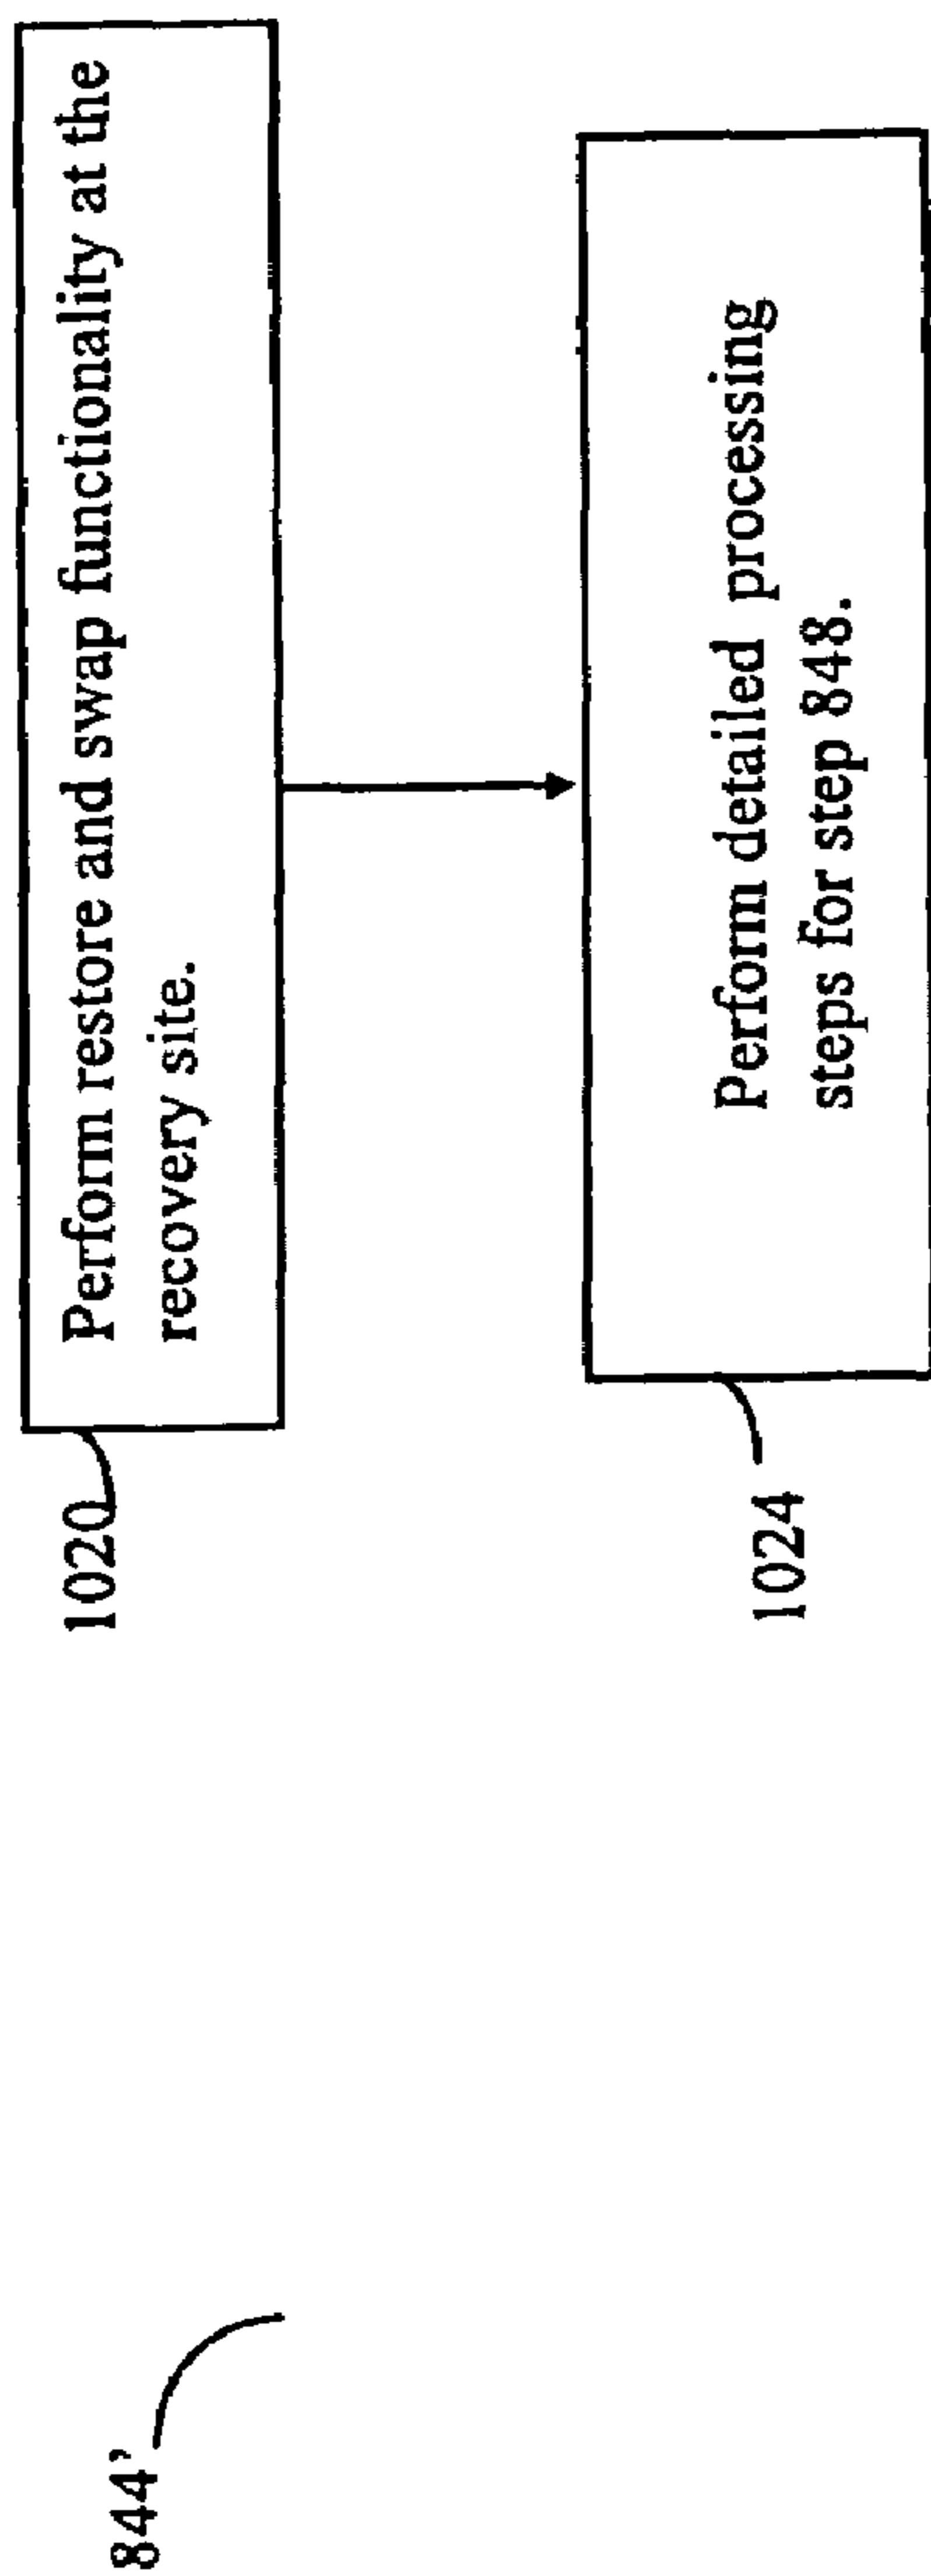 844’
1020
Perform restore and swap functionality at the
recovery site.
1024
Perform detailed processing
steps for step 848.